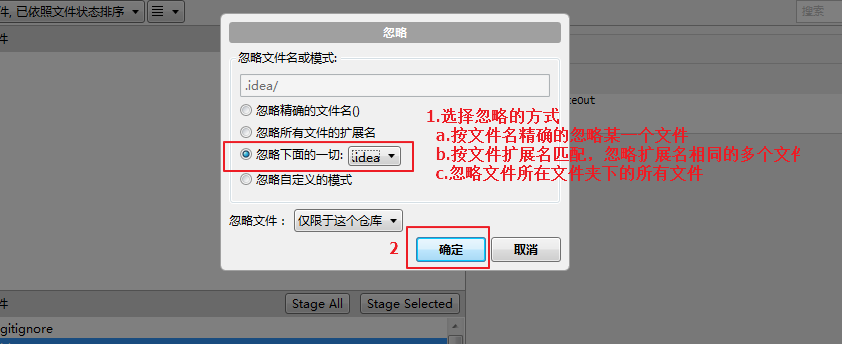 件, 已依照文件状态排序
搜索
件
忽略
忽略文件名或模式:
.idea/
忽略精确的文件名()
忽略所有文件的扩展名
忽略下面的一切: .idea
忽略自定义的模式
忽略文件： 仅限于这个仓库
确定
取消
eOut
1.选择忽略的方式
a.按文件名精确的忽略某一个文件
b.按文件扩展名匹配，忽略扩展名相同的多个文件
c.忽略文件所在文件夹下的所有文件
2
件
Stage All
Stage Selected
gitignore